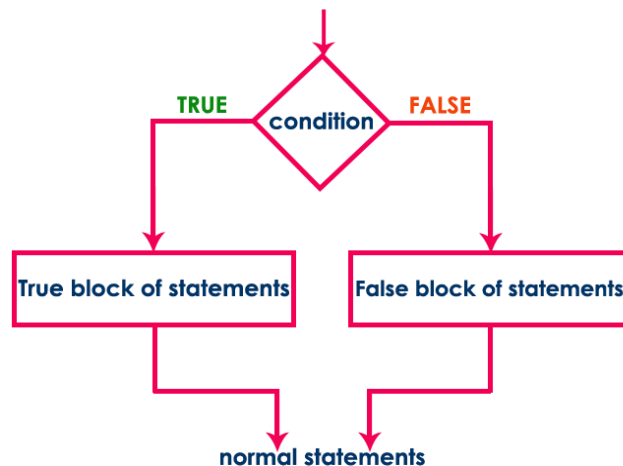 TRUE
FALSE
condition
True block of statements
False block of statements
normal statements